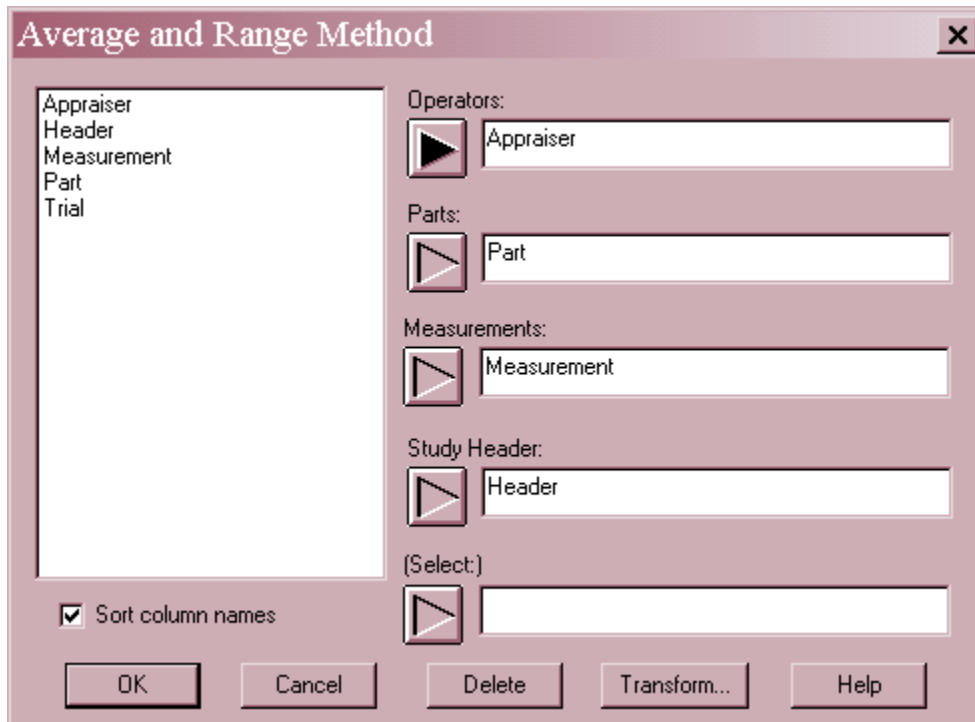 Average and Range Method
Appraiser
Header
Measurement
Part
Trial
Sort column names
Operators:
Appraiser
Parts:
Part
Measurements:
Measurement
Study Header:
Header
(Select:)
OK
Cancel
Delete
Transform...
Help